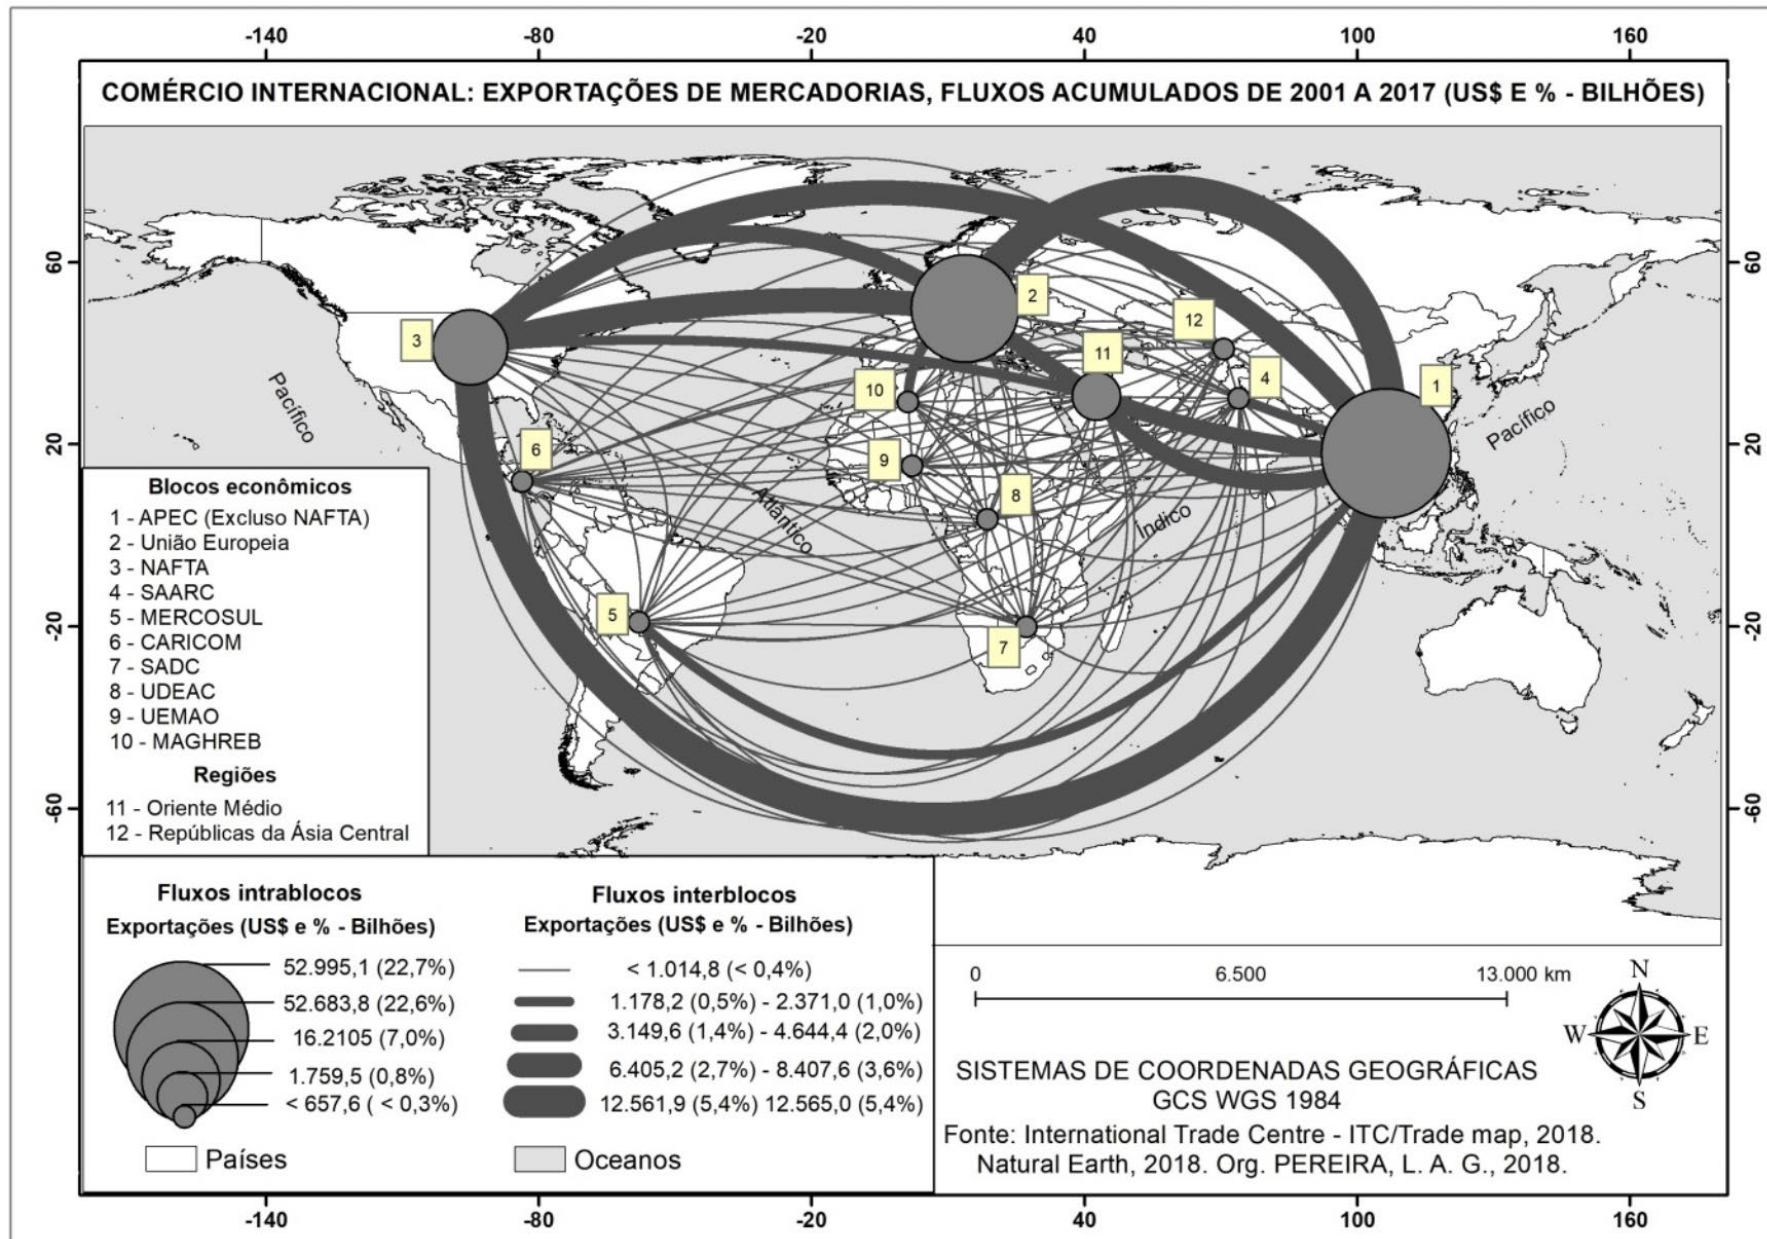 -140 -80 -20 40 100 160
COMÉRCIO INTERNACIONAL: EXPORTAÇÕES DE MERCADORIAS, FLUXOS ACUMULADOS DE 2001 A 2017 (US$ E % - BILHÕES)
60 60
2
12
3
11
4
10
1
Pacífico
Pacífico
20 20
6
9
8
Atlântico
Índico
5
7
-20 -20
-60 -60
Blocos econômicos
1 - APEC (Excluso NAFTA)
2 - União Europeia
3 - NAFTA
4 - SAARC
5 - MERCOSUL
6 - CARICOM
7 - SADC
8 - UDEAC
9 - UEMAO
10 - MAGHREB
Regiões
11 - Oriente Médio
12 - Repúblicas da Ásia Central
Fluxos intrablocos
Exportações (US$ e % - Bilhões)
52.995,1 (22,7%)
52.683,8 (22,6%)
16.2105 (7,0%)
1.759,5 (0,8%)
< 657,6 ( < 0,3%)
Países
Fluxos interblocos
Exportações (US$ e % - Bilhões)
< 1.014,8 (< 0,4%)
1.178,2 (0,5%) - 2.371,0 (1,0%)
3.149,6 (1,4%) - 4.644,4 (2,0%)
6.405,2 (2,7%) - 8.407,6 (3,6%)
12.561,9 (5,4%) 12.565,0 (5,4%)
Oceanos
0 6.500 13.000 km
N
W E
S
SISTEMAS DE COORDENADAS GEOGRÁFICAS
GCS WGS 1984
Fonte: International Trade Centre - ITC/Trade map, 2018.
Natural Earth, 2018. Org. PEREIRA, L. A. G., 2018.
-140 -80 -20 40 100 160